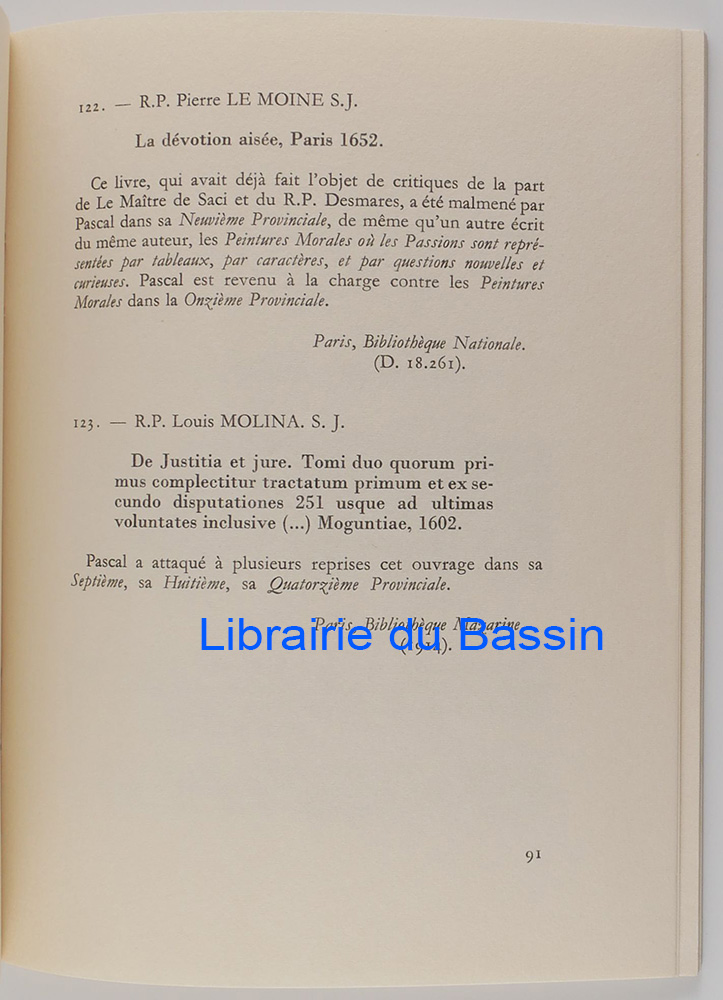 122. — R.P. Pierre LE MOINE S.J.
La dévotion aisée, Paris 1652.
Ce livre, qui avait déjà fait l'objet de critiques de la part
de Le Maître de Saci et du R.P. Desmares, a été malmené par
Pascal dans sa Neuvième Provinciale, de même qu'un autre écrit
du même auteur, les Peintures Morales où les Passions sont repré-
sentées par tableaux, par caractères, et par questions nouvelles et
curieuses. Pascal est revenu à la charge contre les Peintures
Morales dans la Onzième Provinciale.
Paris, Bibliothèque Nationale.
(D. 18.261).
123. — R.P. Louis MOLINA. S. J.
De Justitia et jure. Tomi duo quorum pri-
mus complectitur tractatum primum et ex se-
cundo disputationes 251 usque ad ultimas
voluntates inclusive (...) Moguntiae, 1602.
Pascal a attaqué à plusieurs reprises cet ouvrage dans sa
Septième, sa Huitième, sa Quatorzième Provinciale.
Paris, Bibliothèque Mazarine
Librairie du Bassin
(1914).
91